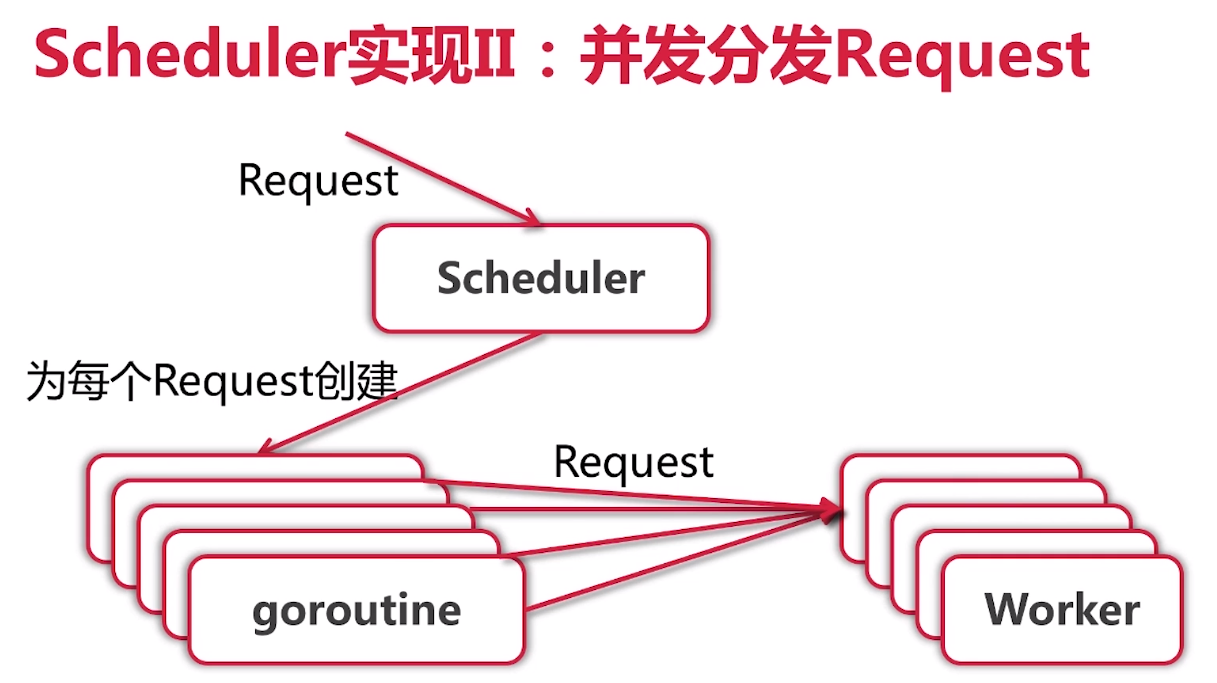 Scheduler实现II：并发分发Request
Request
Scheduler
为每个Request创建
Request
goroutine
Worker